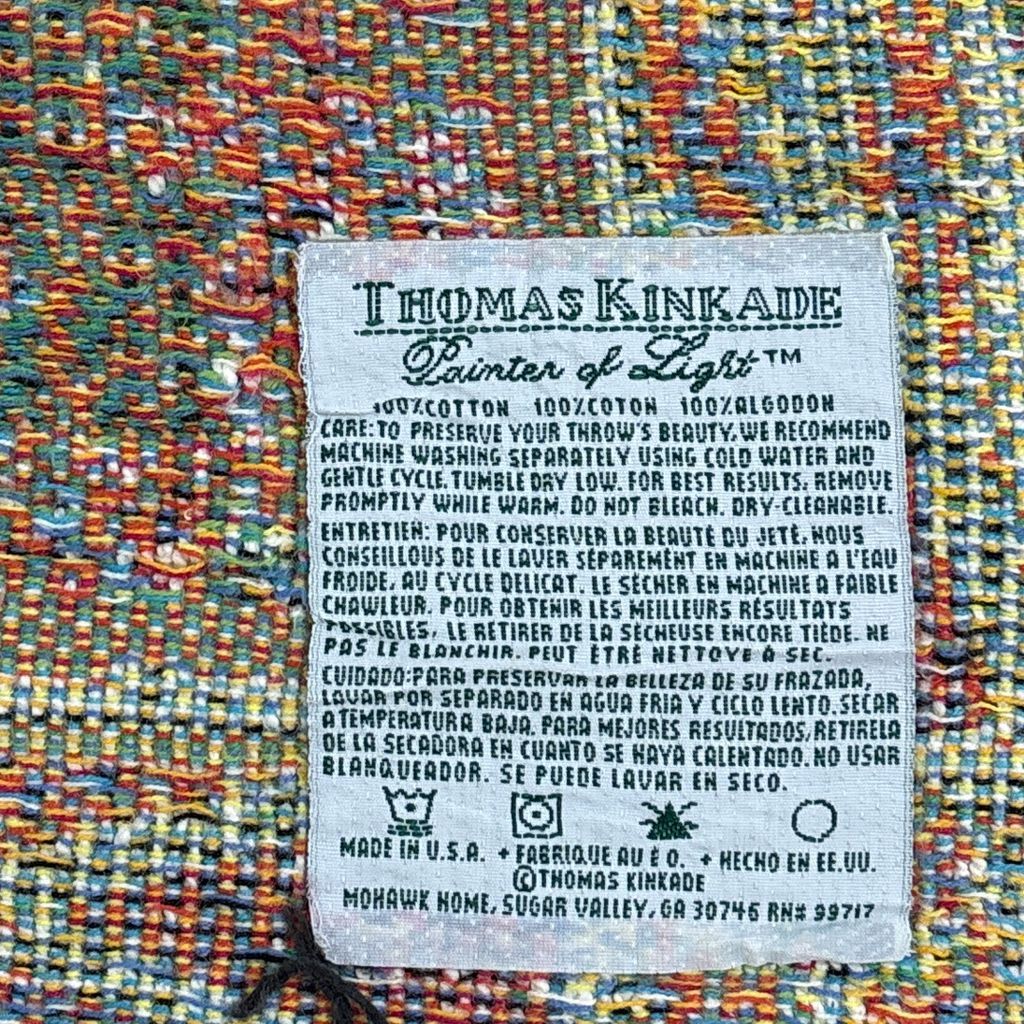 THOMAS KINKADE
Painter of Light™
100%COTTON 100%COTON 100%ALGODON
CARE: TO PRESERVE YOUR THROW'S BEAUTY, WE RECOMMEND
MACHINE WASHING SEPARATELY USING COLD WATER AND
GENTLE CYCLE. TUMBLE DRY LOW. FOR BEST RESULTS, REMOVE
PROMPTLY WHILE WARM. DO NOT BLEACH. DRY-CLEANABLE.
ENTRETIEN: POUR CONSERVER LA BEAUTÉ DU JETÉ, NOUS
CONSEILLOUS DE LE LAVER SÉPARÉMENT EN MACHINE A L'EAU
FROIDE, AU CYCLE DELICAT. LE SECHER EN MACHINE A FAIBLE
CHAWLEUR. POUR OBTENIR LES MEILLEURS RÉSULTATS
POSSIBLES, LE RETIRER DE LA SECHEUSE ENCORE TIÈDE. NE
PAS LE BLANCHIR. PEUT ÊTRE NETTOYE A SEC.
CUIDADO: PARA PRESERVAR LA BELLEZA DE SU FRAZADA,
LAVAR POR SEPARADO EN AGUA FRIA Y CICLO LENTO. SECAR
A TEMPERATURA BAJA. PARA MEJORES RESULTADOS, RETIRELA
DE LA SECADORA EN CUANTO SE HAYA CALENTADO. NO USAR
BLANQUEADOR. SE PUEDE LAVAR EN SECO.
MADE IN U.S.A. + FABRIQUE AU É O. + HECHO EN EE.UU.
©THOMAS KINKADE
MOHAWK HOME, SUGAR VALLEY, GA 30746 RN# 99717